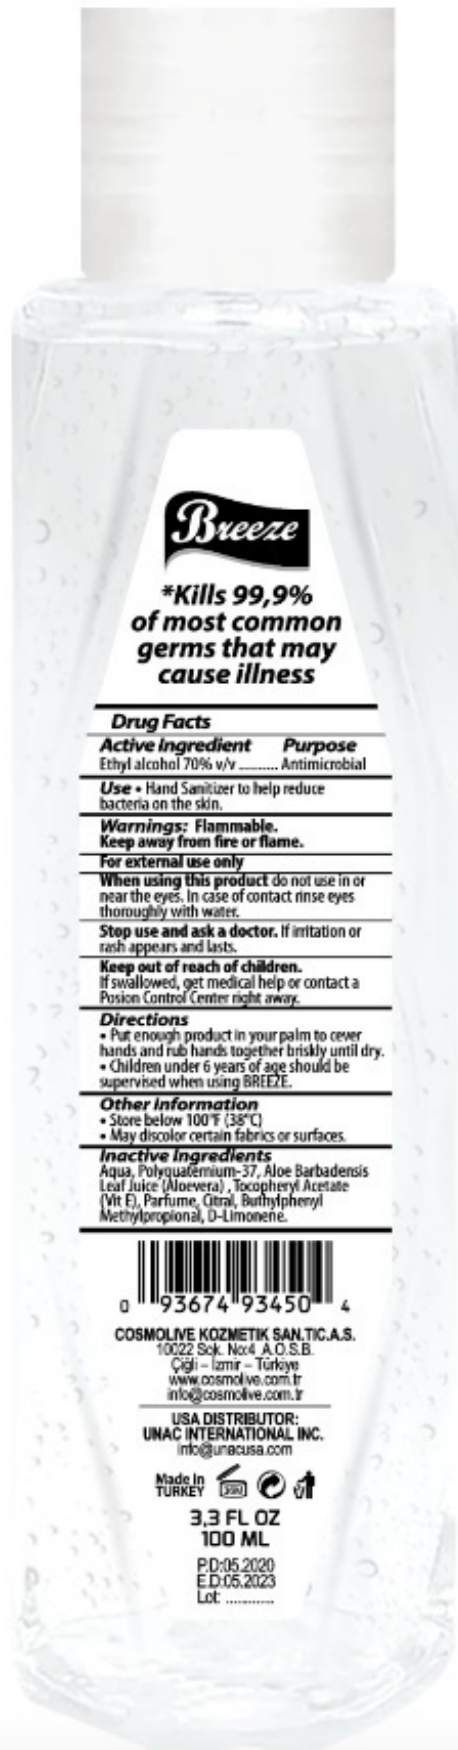 Breeze
*Kills 99,9%
of most common
germs that may
cause illness
Drug Facts
Active Ingredient Purpose
Ethyl alcohol 70% v/v .......... Antimicrobial
Use • Hand Sanitizer to help reduce
bacteria on the skin.
Warnings: Flammable.
Keep away from fire or flame.
For external use only
When using this product do not use in or
near the eyes. In case of contact rinse eyes
thoroughly with water.
Stop use and ask a doctor. If irritation or
rash appears and lasts.
Keep out of reach of children.
If swallowed, get medical help or contact a
Posion Control Center right away.
Directions
• Put enough product in your palm to cever
hands and rub hands together briskly until dry.
• Children under 6 years of age should be
supervised when using BREEZE.
Other Information
• Store below 100°F (38°C)
• May discolor certain fabrics or surfaces.
Inactive Ingredients
Aqua, Polyquaternium-37, Aloe Barbadensis
Leaf Juice (Aloevera) , Tocopheryl Acetate
(Vit E), Parfume, Citral, Buthylphenyl
Methylpropional, D-Limonene.
0 93674 93450 4
COSMOLIVE KOZMETIK SAN.TIC.A.S.
10022 Sok. No:4 A.O.S.B.
Çiğli – İzmir – Türkiye
www.cosmolive.com.tr
info@cosmolive.com.tr
USA DISTRIBUTOR:
UNAC INTERNATIONAL INC.
info@unacusa.com
Made In
TURKEY
3,3 FL OZ
100 ML
P.D:05.2020
E.D:05.2023
Lot: ............